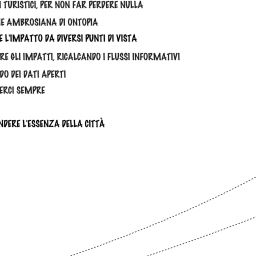 I TURISTICI, PER NON FAR PERDERE NULLA
E AMBROSIANA DI ONTOPIA
E L'IMPATTO DA DIVERSI PUNTI DI VISTA
RE GLI IMPATTI, RICALCANDO I FLUSSI INFORMATIVI
DO DEI DATI APERTI
ERCI SEMPRE
NDERE L'ESSENZA DELLA CITTÀ